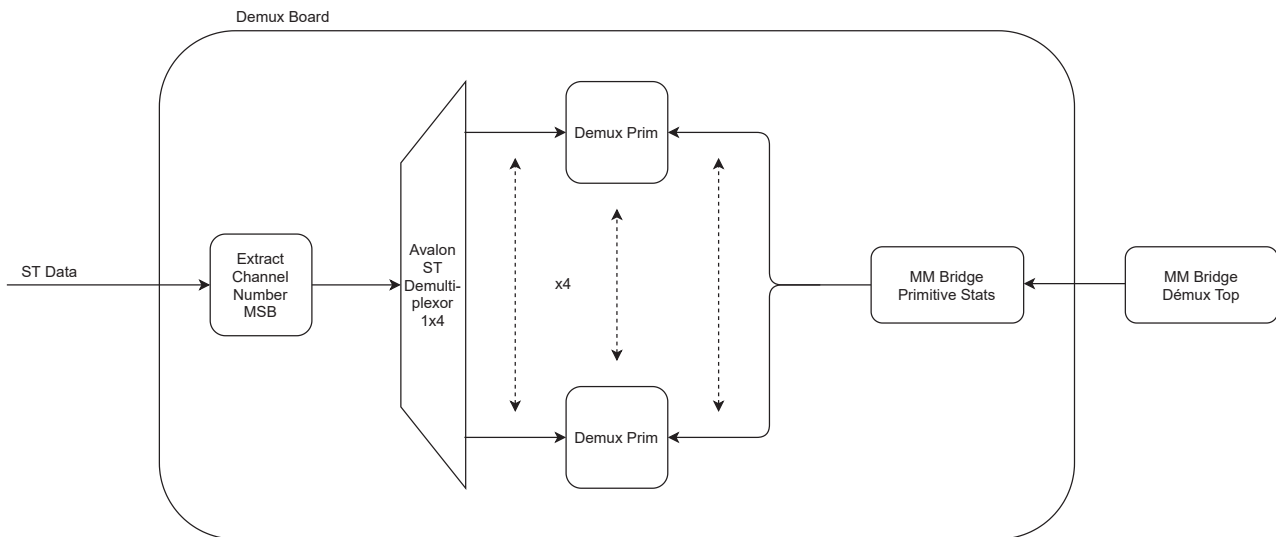 Demux Board
ST Data
Extract
Channel
Number
MSB
Avalon
ST
Demulti-
plexor
1x4
Demux Prim
x4
Demux Prim
MM Bridge
Primitive Stats
MM Bridge
Démux Top